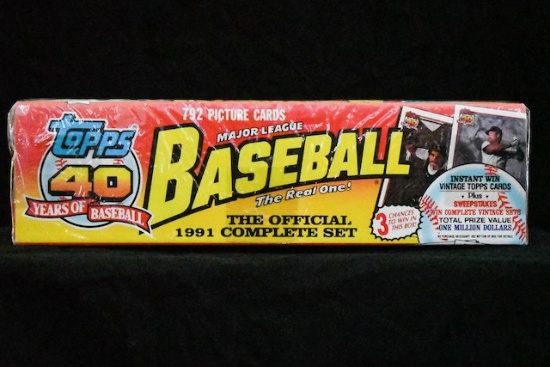 792 PICTURE CARDS
TOPPS
40
YEARS OF BASEBALL
MAJOR LEAGUE
BASEBALL
The Real One!
THE OFFICIAL
1991 COMPLETE SET
3 CHANCES
TO WIN IN
THIS BOX!
INSTANT WIN
VINTAGE TOPPS CARDS
Plus
SWEEPSTAKES
WIN COMPLETE VINTAGE SETS
TOTAL PRIZE VALUE
ONE MILLION DOLLARS